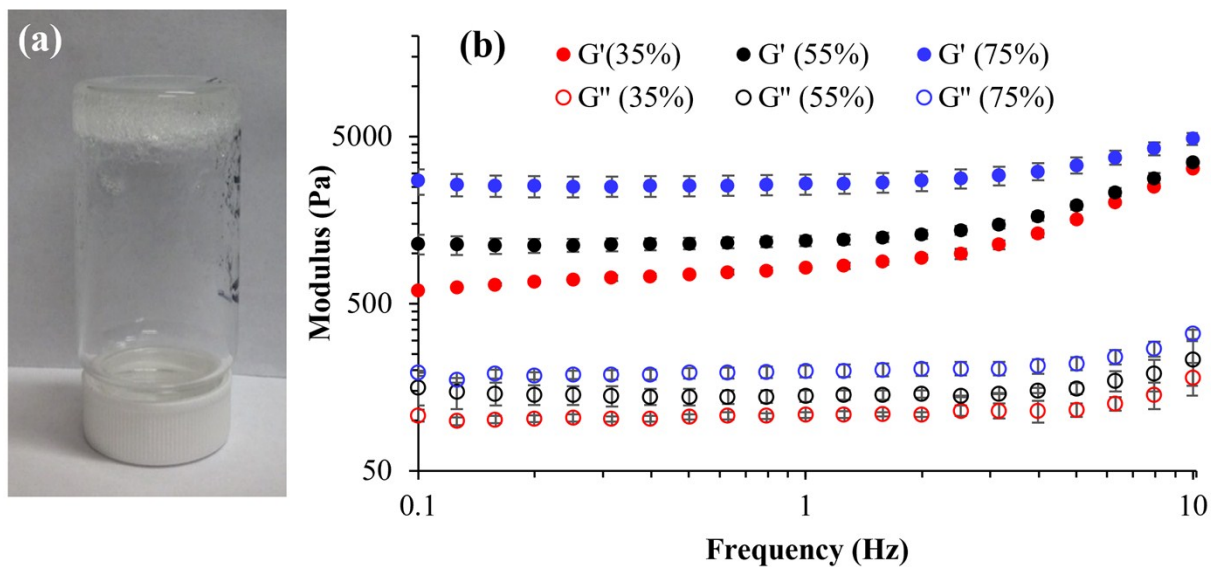 (a)
(b)
G'(35%) G' (55%) G' (75%)
G'' (35%) G'' (55%) G'' (75%)
Modulus (Pa)
5000
500
50
0.1 1 10
Frequency (Hz)